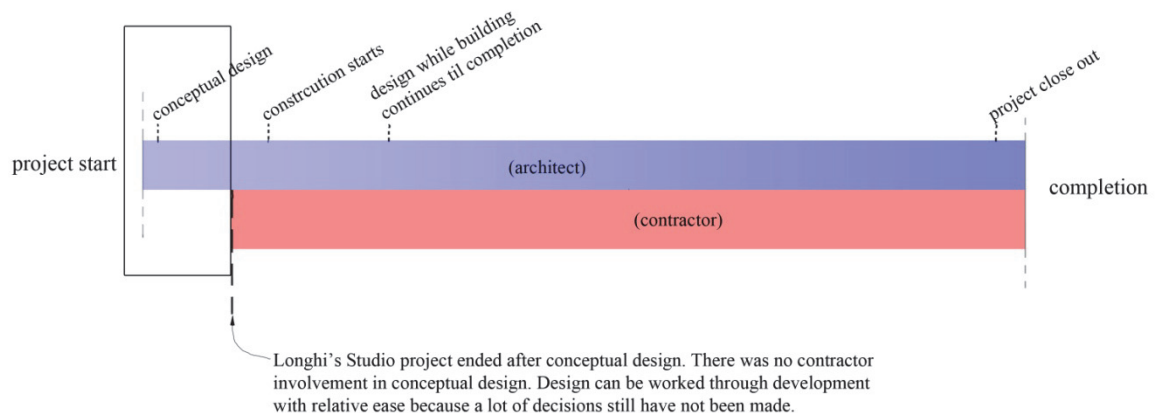 conceptual design
constrcution starts
design while building
continues til completion
project close out
project start
(architect)
completion
(contractor)
Longhi’s Studio project ended after conceptual design. There was no contractor
involvement in conceptual design. Design can be worked through development
with relative ease because a lot of decisions still have not been made.